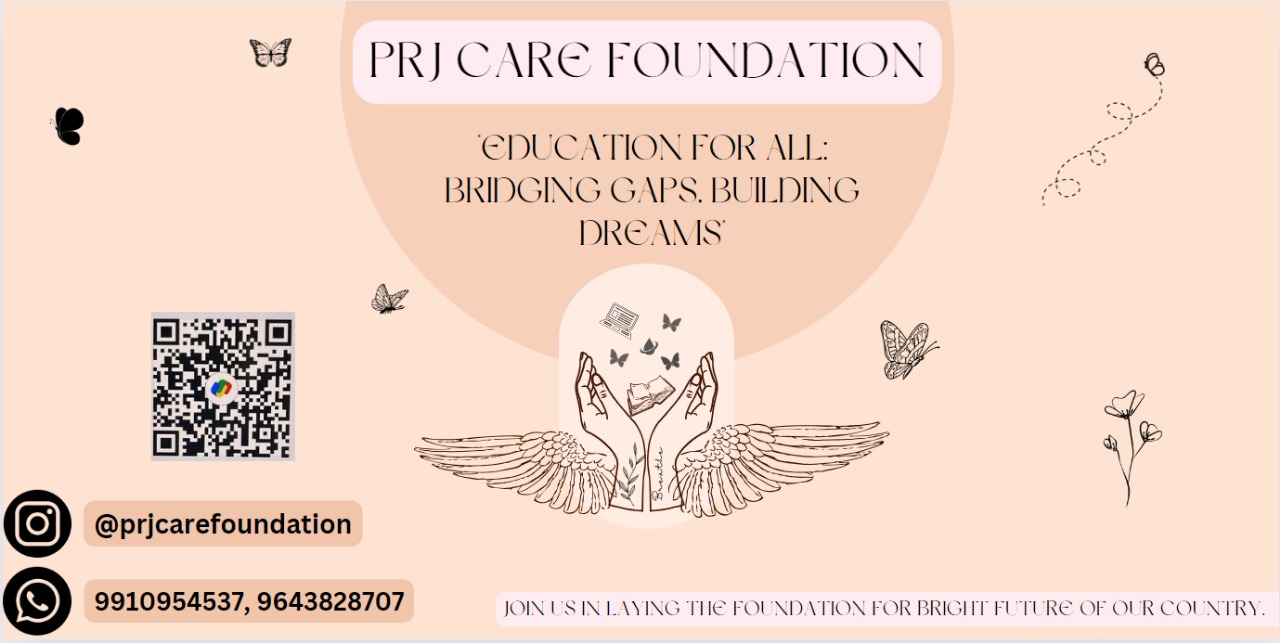 PRJ CARE FOUNDATION
'EDUCATION FOR ALL:
BRIDGING GAPS, BUILDING
DREAMS'
Breathe
@prjcarefoundation
9910954537, 9643828707
JOIN US IN LAYING THE FOUNDATION FOR BRIGHT FUTURE OF OUR COUNTRY.